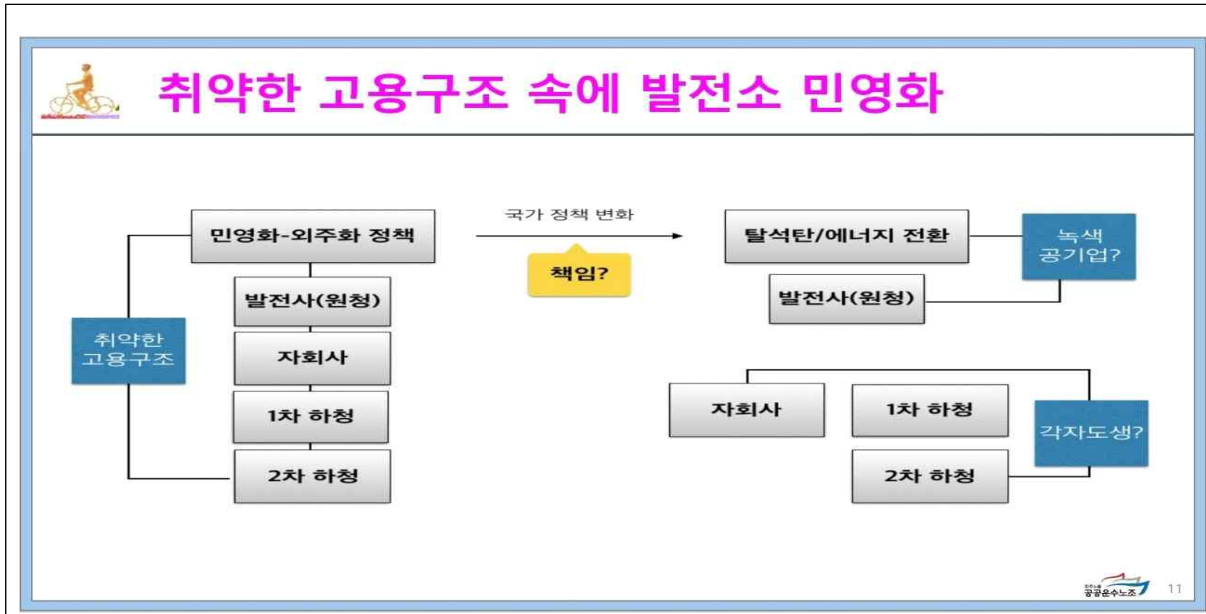 취약한 고용구조 속에 발전소 민영화
민영화-외주화 정책
발전사(원청)
자회사
1차 하청
2차 하청
취약한
고용구조
국가 정책 변화
책임?
탈석탄/에너지 전환
발전사(원청)
녹색
공기업?
자회사
1차 하청
2차 하청
각자도생?
공공운수노조
11